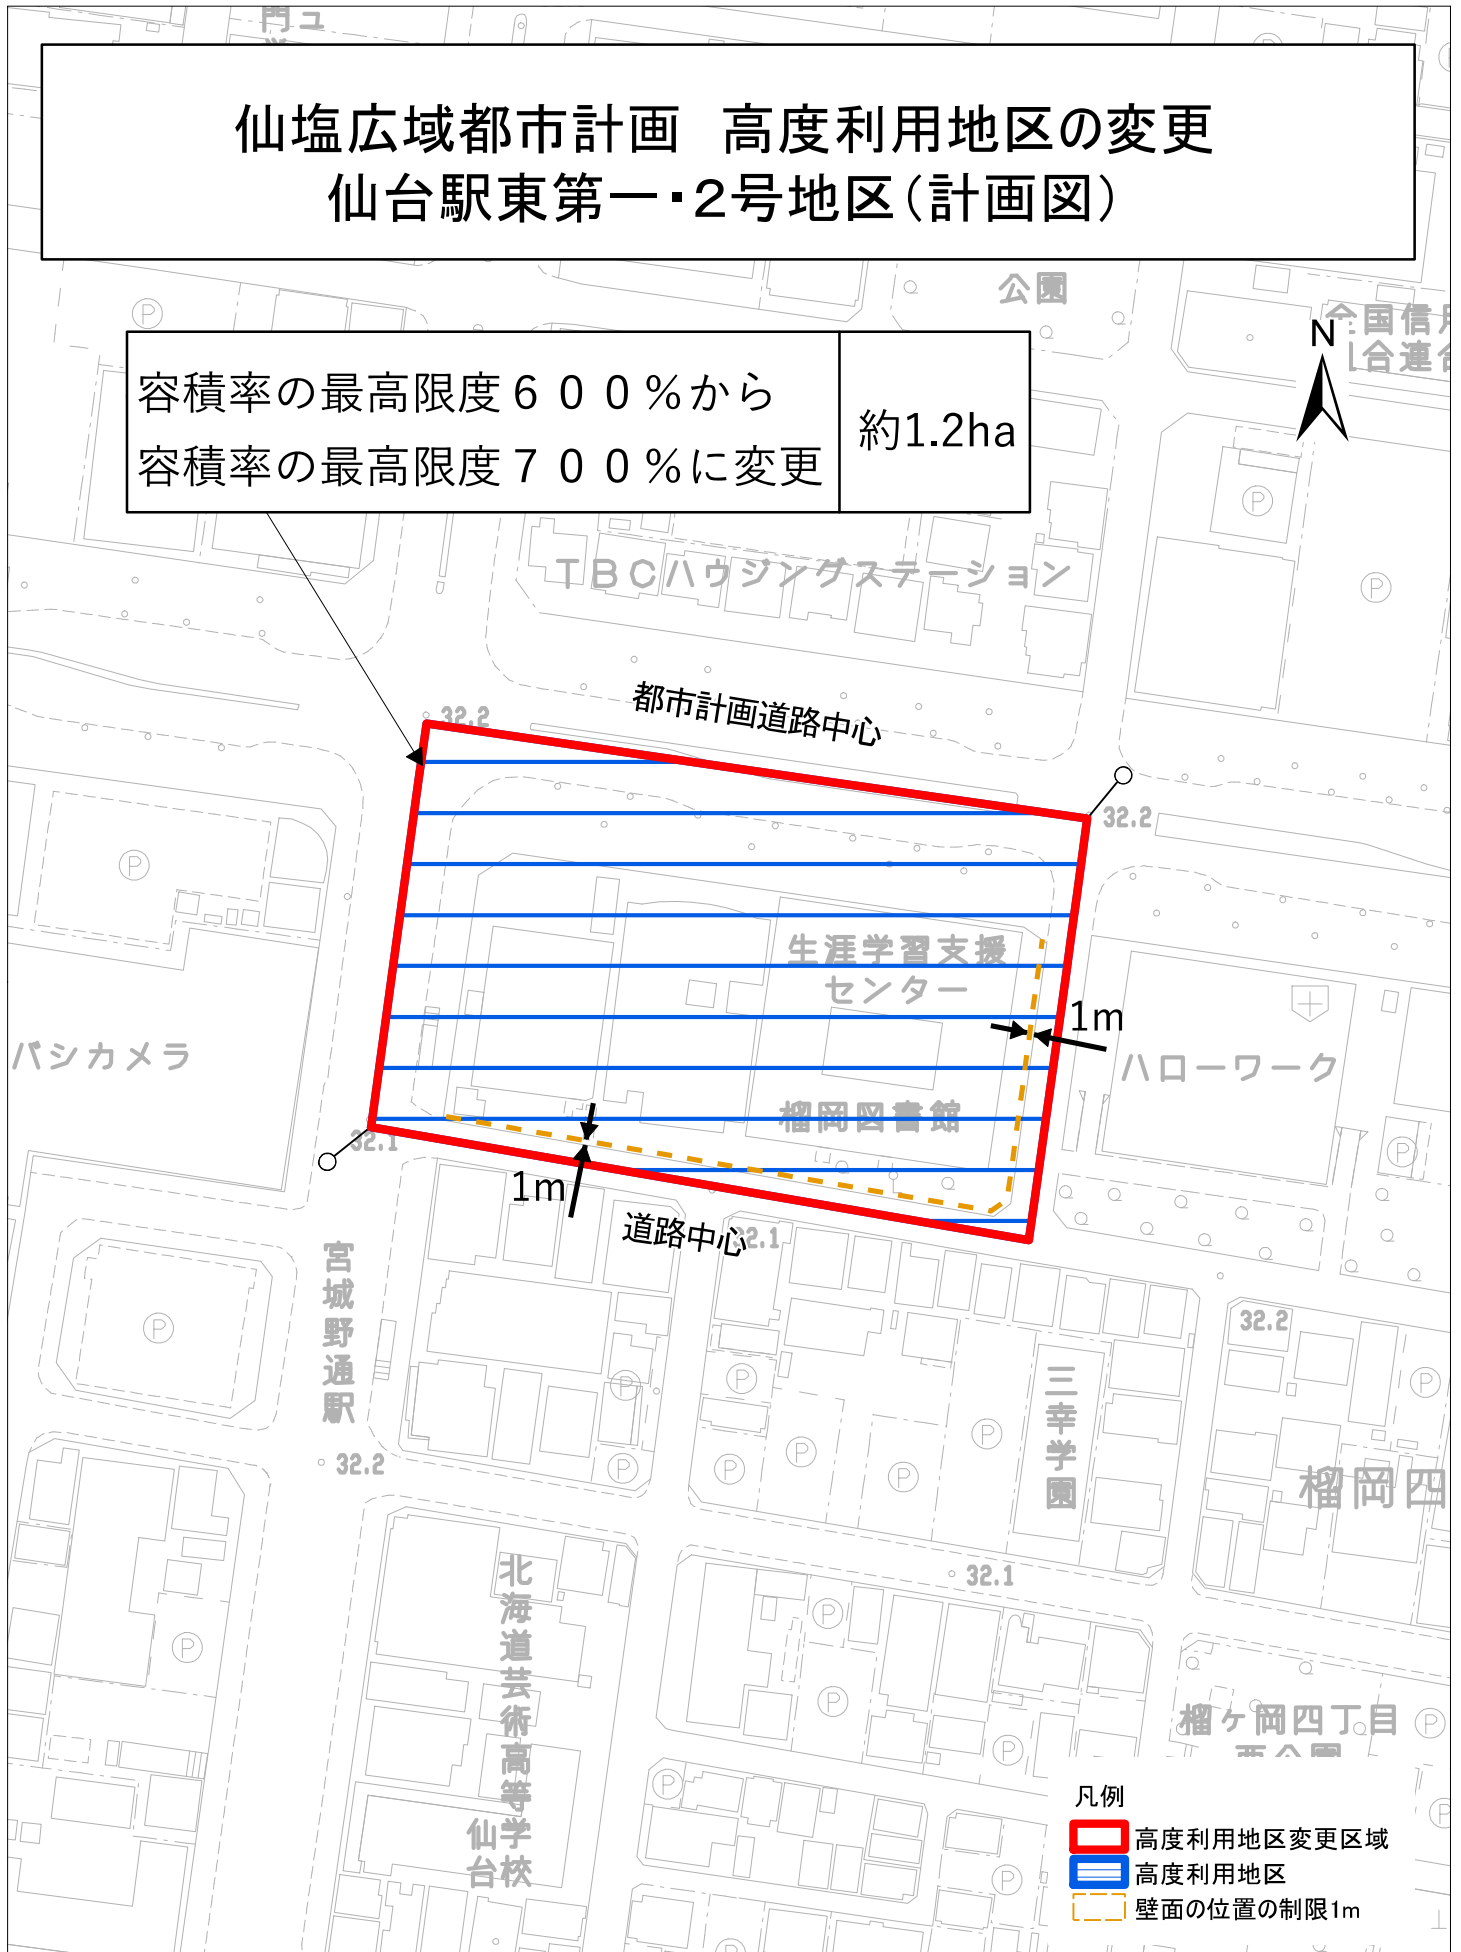 仙塩広域都市計画　高度利用地区の変更
仙台駅東第一・２号地区（計画図）
公園
N
容積率の最高限度６００％から
容積率の最高限度７００％に変更
約1.2ha
ＴＢＣハウジングステーション
32.2
都市計画道路中心
32.2
生涯学習支援
センター
1m
バシカメラ
ハローワーク
榴岡図書館
32.1
1m
道路中心
32.1
宮城野通駅
32.2
32.2
三幸学園
榴岡四
32.1
北海道芸術高等学校
仙台
榴ヶ岡四丁目
西公園
凡例
高度利用地区変更区域
高度利用地区
壁面の位置の制限1m